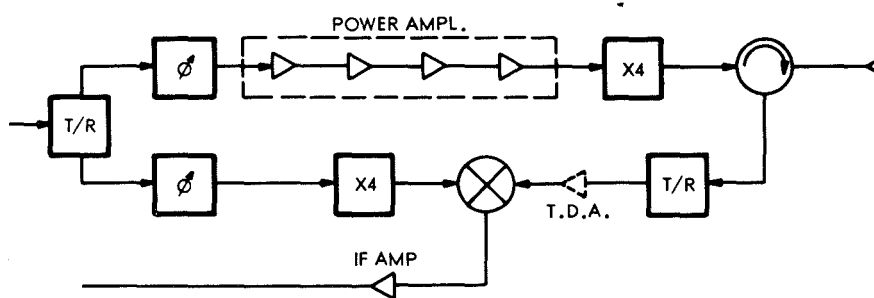 POWER AMPL.
Ø
X4
T/R
Ø
X4
T/R
T.D.A.
IF AMP